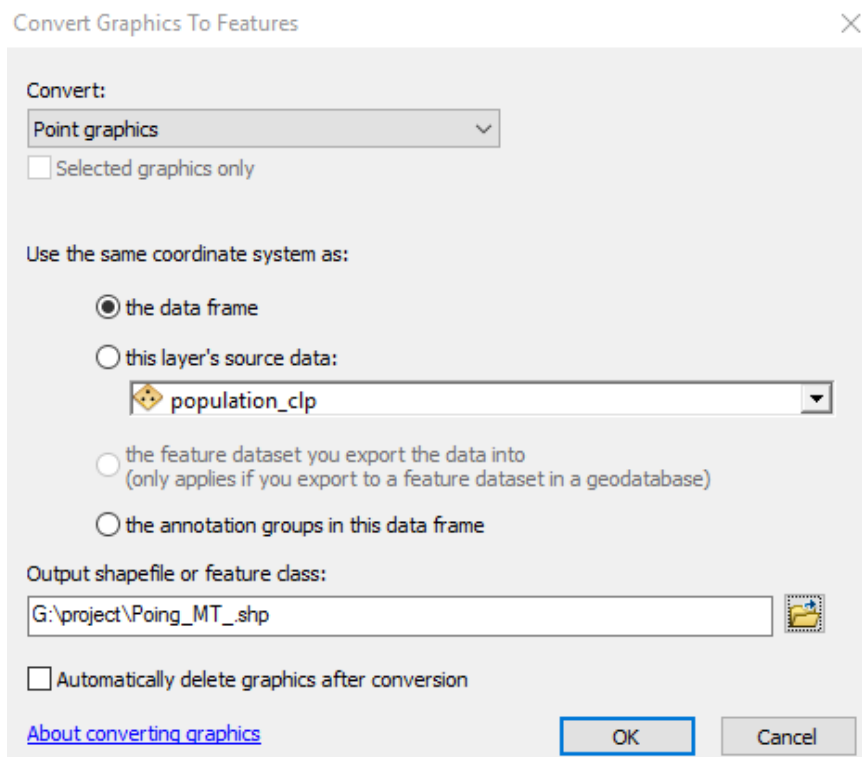 Convert Graphics To Features
Convert:
Point graphics
Selected graphics only
Use the same coordinate system as:
the data frame
this layer's source data:
population_clp
the feature dataset you export the data into
(only applies if you export to a feature dataset in a geodatabase)
the annotation groups in this data frame
Output shapefile or feature class:
G:\project\Poing_MT_.shp
Automatically delete graphics after conversion
About converting graphics
OK
Cancel